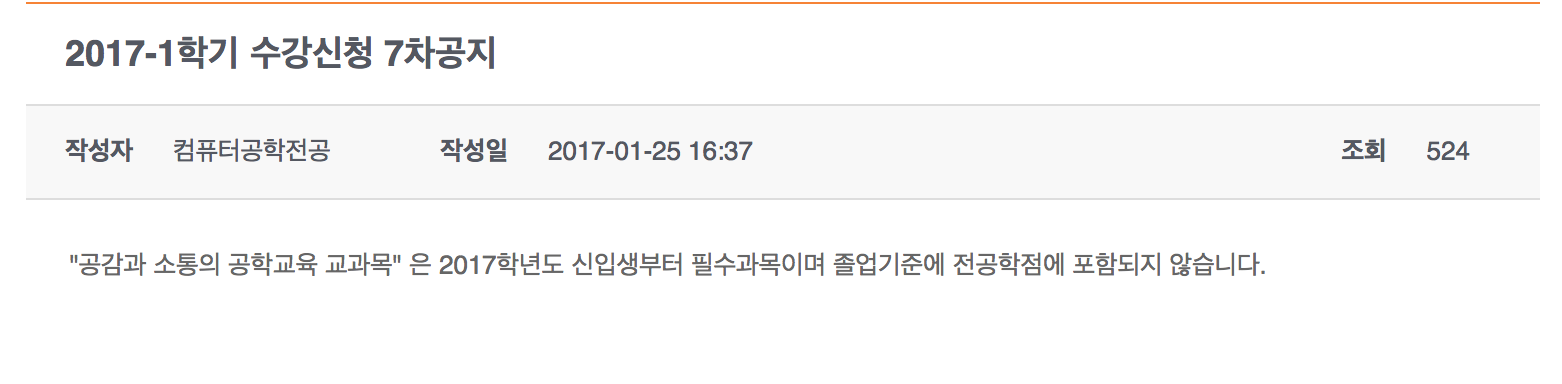 2017-1학기 수강신청 7차공지
작성자 컴퓨터공학전공 작성일 2017-01-25 16:37 조회 524
"공감과 소통의 공학교육 교과목" 은 2017학년도 신입생부터 필수과목이며 졸업기준에 전공학점에 포함되지 않습니다.